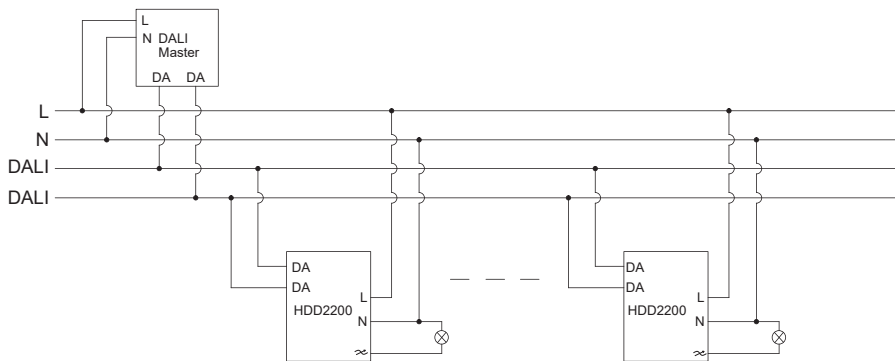 L
N DALI
Master
DA DA
L
N
DALI
DALI
DA
DA
L
HDD2200
N
≈
DA
DA
L
HDD2200
N
≈